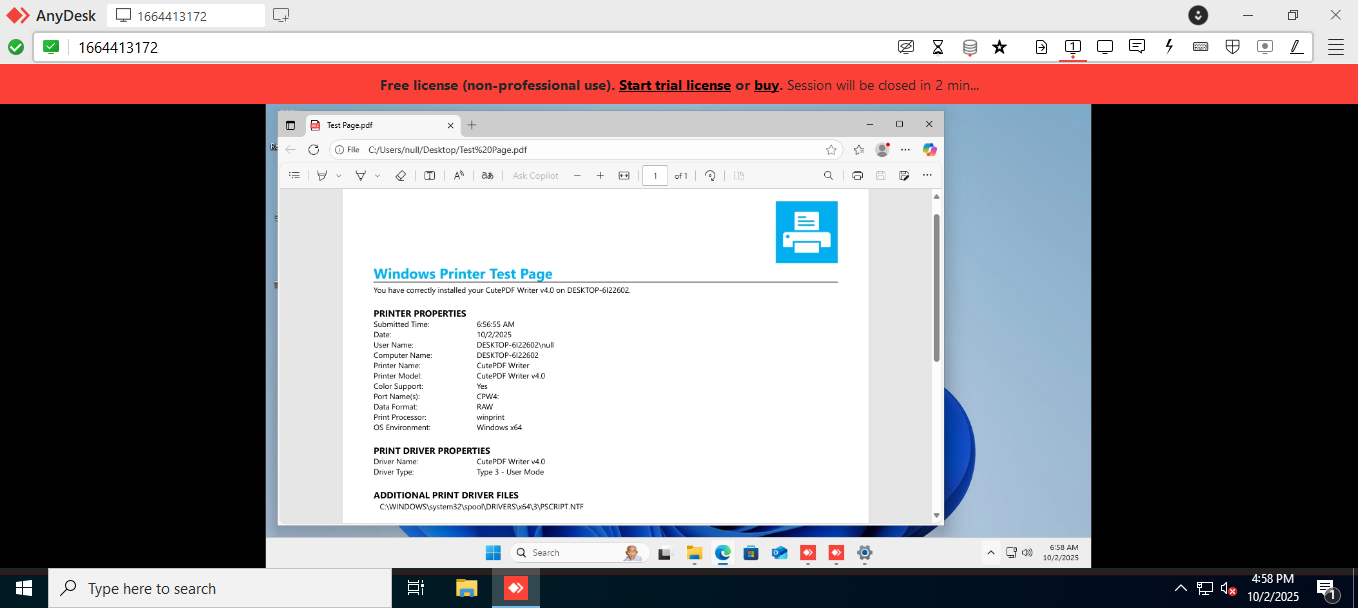 AnyDesk
1664413172
1664413172
1
Free license (non-professional use). Start trial license or buy. Session will be closed in 2 min...
Test Page.pdf
File C:/Users/null/Desktop/Test%20Page.pdf
Ask Copilot
1 of 1
Windows Printer Test Page
You have correctly installed your CutePDF Writer v4.0 on DESKTOP-6I22602.
PRINTER PROPERTIES
Submitted Time: 6:56:55 AM
Date: 10/2/2025
User Name: DESKTOP-6I22602\null
Computer Name: DESKTOP-6I22602
Printer Name: CutePDF Writer
Printer Model: CutePDF Writer v4.0
Color Support: Yes
Port Name(s): CPW4:
Data Format: RAW
Print Processor: winprint
OS Environment: Windows x64
PRINT DRIVER PROPERTIES
Driver Name: CutePDF Writer v4.0
Driver Type: Type 3 - User Mode
ADDITIONAL PRINT DRIVER FILES
C:\WINDOWS\system32\spool\DRIVERS\x64\3\PSCRIPT.NTF
Search
6:58 AM
10/2/2025
Type here to search
4:58 PM
10/2/2025
1